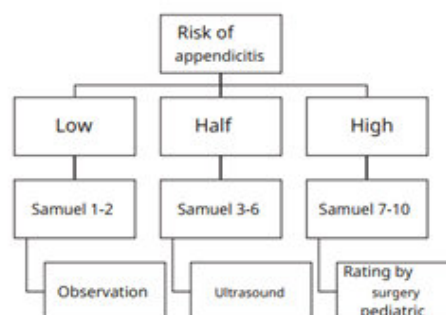 Risk of
appendicitis
Low
Half
High
Samuel 1-2
Samuel 3-6
Samuel 7-10
Observation
Ultrasound
Rating by
surgery
pediatric